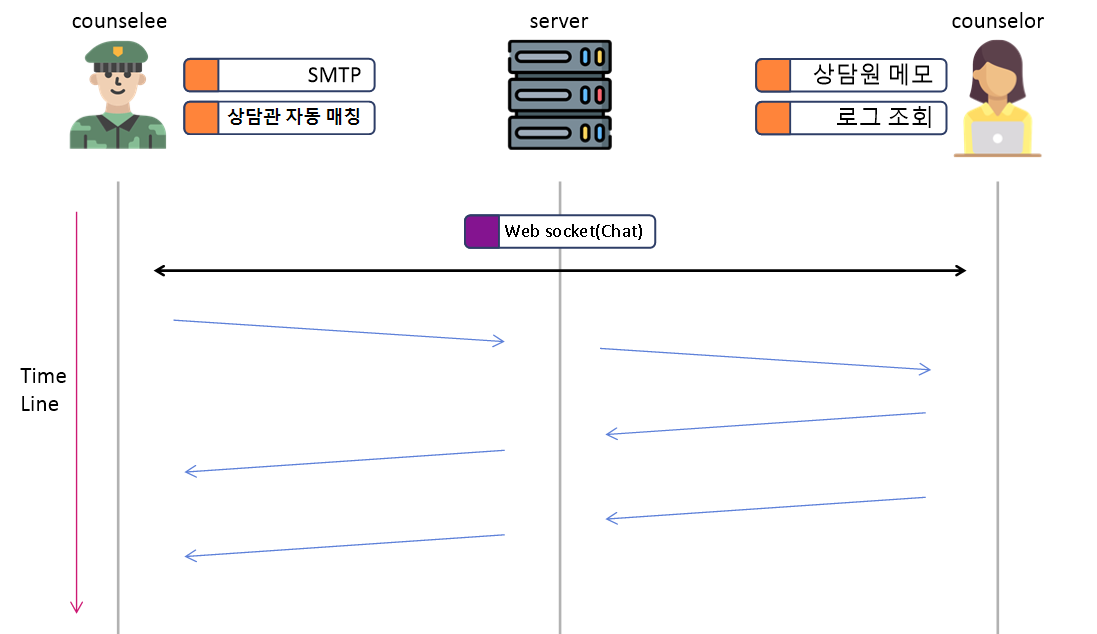 counselee
server
counselor
SMTP
상담관 자동 매칭
상담원 메모
로그 조회
Web socket(Chat)
Time
Line